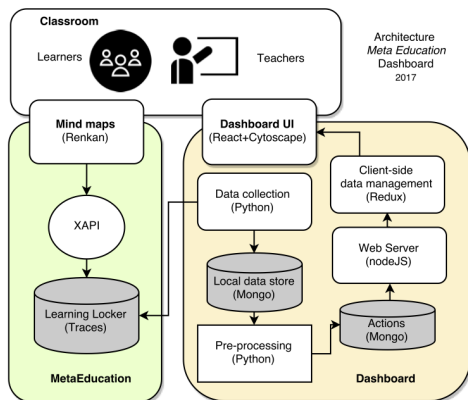 Classroom
Learners
Teachers
Architecture
Meta Education
Dashboard
2017
Mind maps
(Renkan)
Dashboard UI
(React+Cytoscape)
Client-side
data management
(Redux)
Data collection
(Python)
XAPI
Web Server
(nodeJS)
Local data store
(Mongo)
Learning Locker
(Traces)
Actions
(Mongo)
Pre-processing
(Python)
MetaEducation
Dashboard